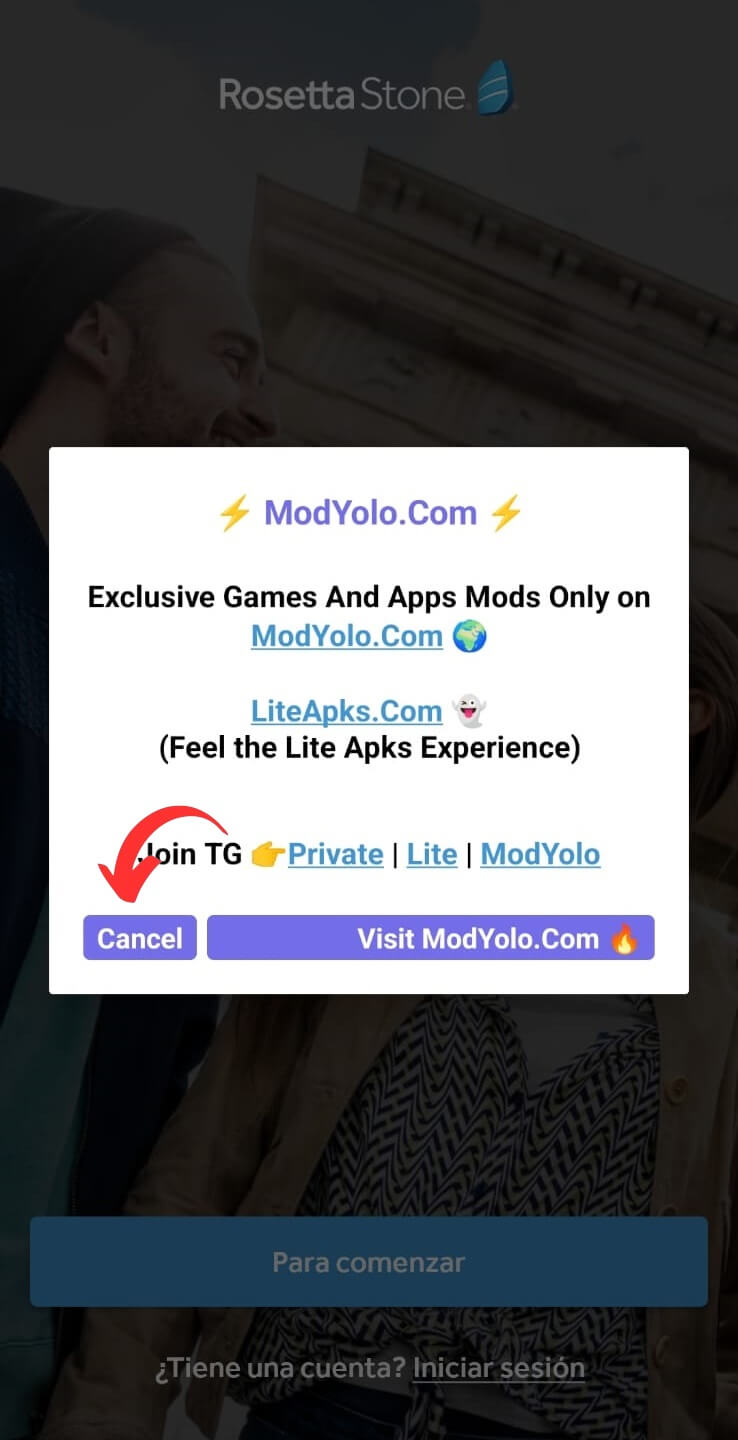 Rosetta Stone
⚡ ModYolo.Com ⚡
Exclusive Games And Apps Mods Only on
ModYolo.Com 🌍
LiteApks.Com 👻
(Feel the Lite Apks Experience)
Join TG 👉Private | Lite | ModYolo
Cancel
Visit ModYolo.Com 🔥
Para comenzar
¿Tiene una cuenta? Iniciar sesión